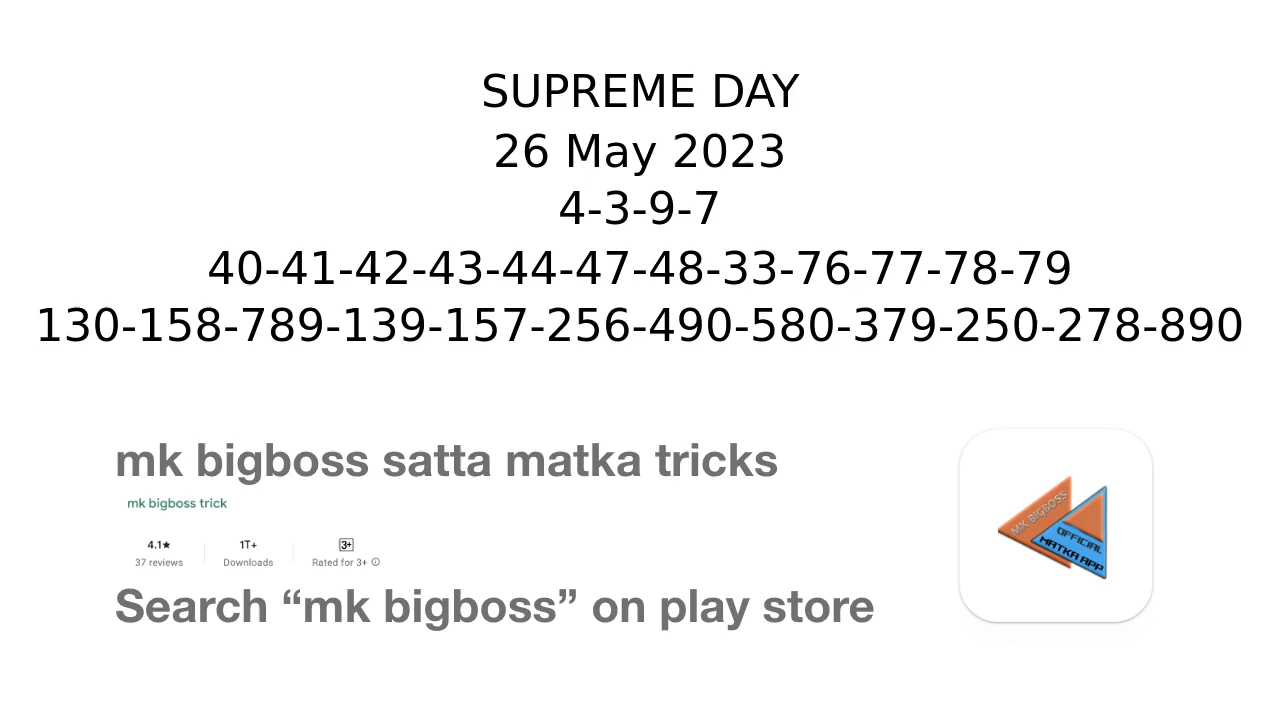 SUPREME DAY
26 May 2023
4-3-9-7
40-41-42-43-44-47-48-33-76-77-78-79
130-158-789-139-157-256-490-580-379-250-278-890
mk bigboss satta matka tricks
mk bigboss trick
4.1★ 1T+ 3+
37 reviews Downloads Rated for 3+
Search “mk bigboss” on play store
MK BIGBOSS
OFFICIAL
MATKA APP